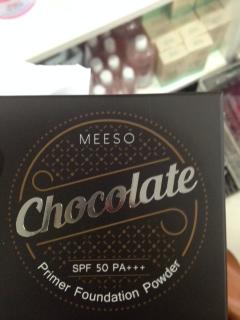 MEESO
Chocolate
SPF 50 PA+++
Primer Foundation Powder